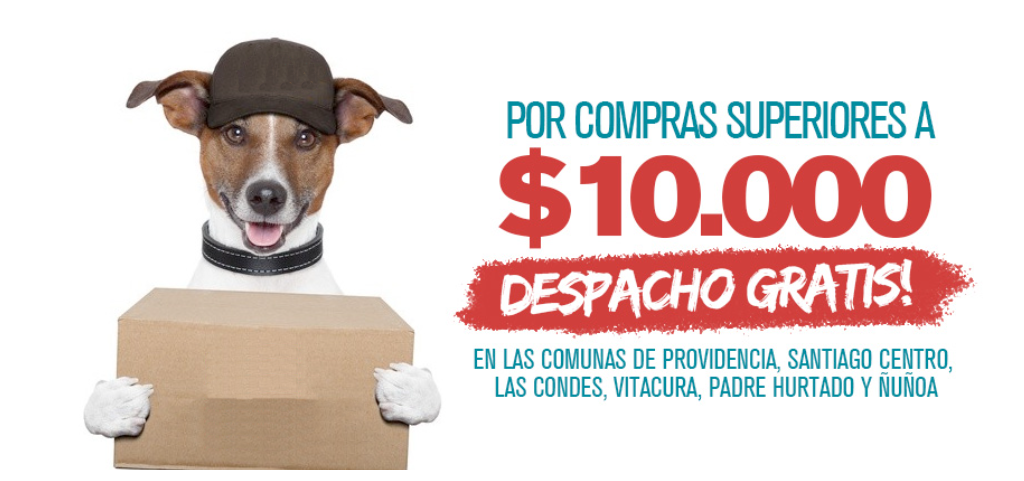 POR COMPRAS SUPERIORES A
$10.000
DESPACHO GRATIS!
EN LAS COMUNAS DE PROVIDENCIA, SANTIAGO CENTRO,
LAS CONDES, VITACURA, PADRE HURTADO Y ÑUÑOA